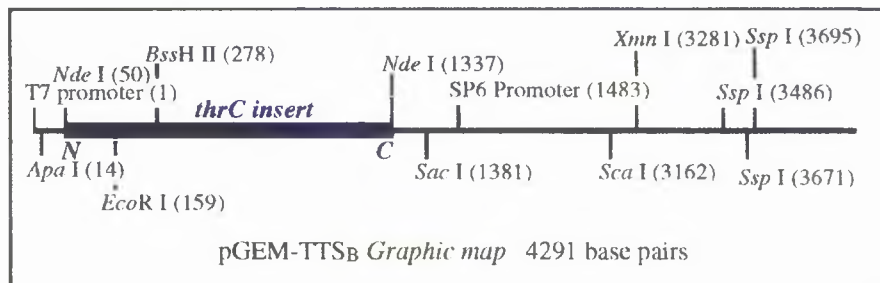 Xmn I (3281) Ssp I (3695)
BssH II (278)
Nde I (1337)
Nde I (50)
T7 promoter (1)
SP6 Promoter (1483)
Ssp I (3486)
thrC insert
N
C
Apa I (14)
Sac I (1381)
Sca I (3162)
Ssp I (3671)
EcoR I (159)
pGEM-TTSB Graphic map 4291 base pairs